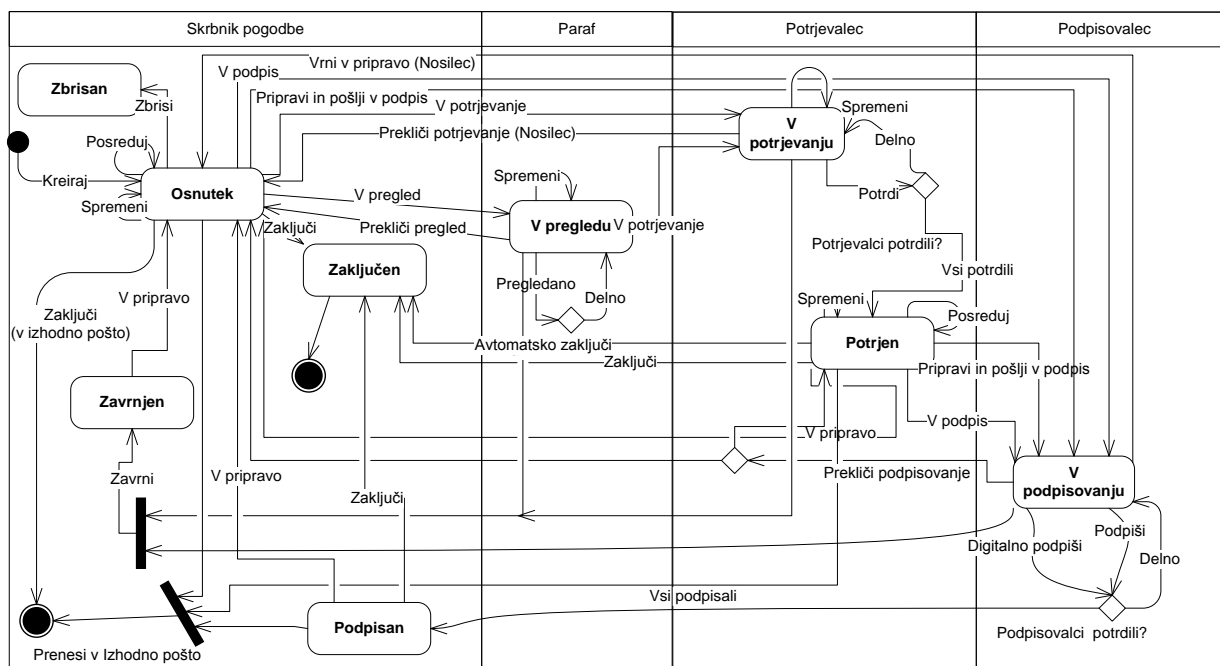 Skrbnik pogodbe
Paraf
Potrjevalec
Podpisovalec
Vrni v pripravo (Nosilec)
V podpis
Zbrisan
Zbrisi
Pripravi in pošlji v podpis
V potrjevanje
Spremeni
V
potrjevanju
Prekliči potrjevanje (Nosilec)
Delno
Posreduj
Kreiraj
Osnutek
V pregled
Spremeni
Potrdi
Spremeni
Zaključi
Prekliči pregled
V pregledu
V potrjevanje
Potrjevalci potrdili?
Zaključen
Vsi potrdili
Pregledano
Delno
V pripravo
Spremeni
Zaključi
(v izhodno pošto)
Posreduj
Avtomatsko zaključi
Potrjen
Zaključi
Pripravi in pošlji v podpis
Zavrnjen
V podpis
V pripravo
V pripravo
Zavrni
Prekliči podpisovanje
V
podpisovanju
Zaključi
Podpiši
Digitalno podpiši
Delno
Vsi podpisali
Podpisan
Podpisovalci potrdili?
Prenesi v Izhodno pošto